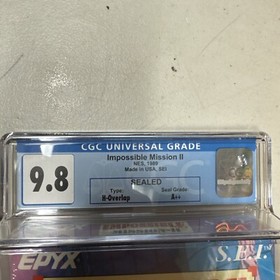 CGC UNIVERSAL GRADE
9.8
Impossible Mission II
NES, 1989
Made in USA, SEI
SEALED
Type: Seal Grade:
H-Overlap A++
EPYX S.E.I.